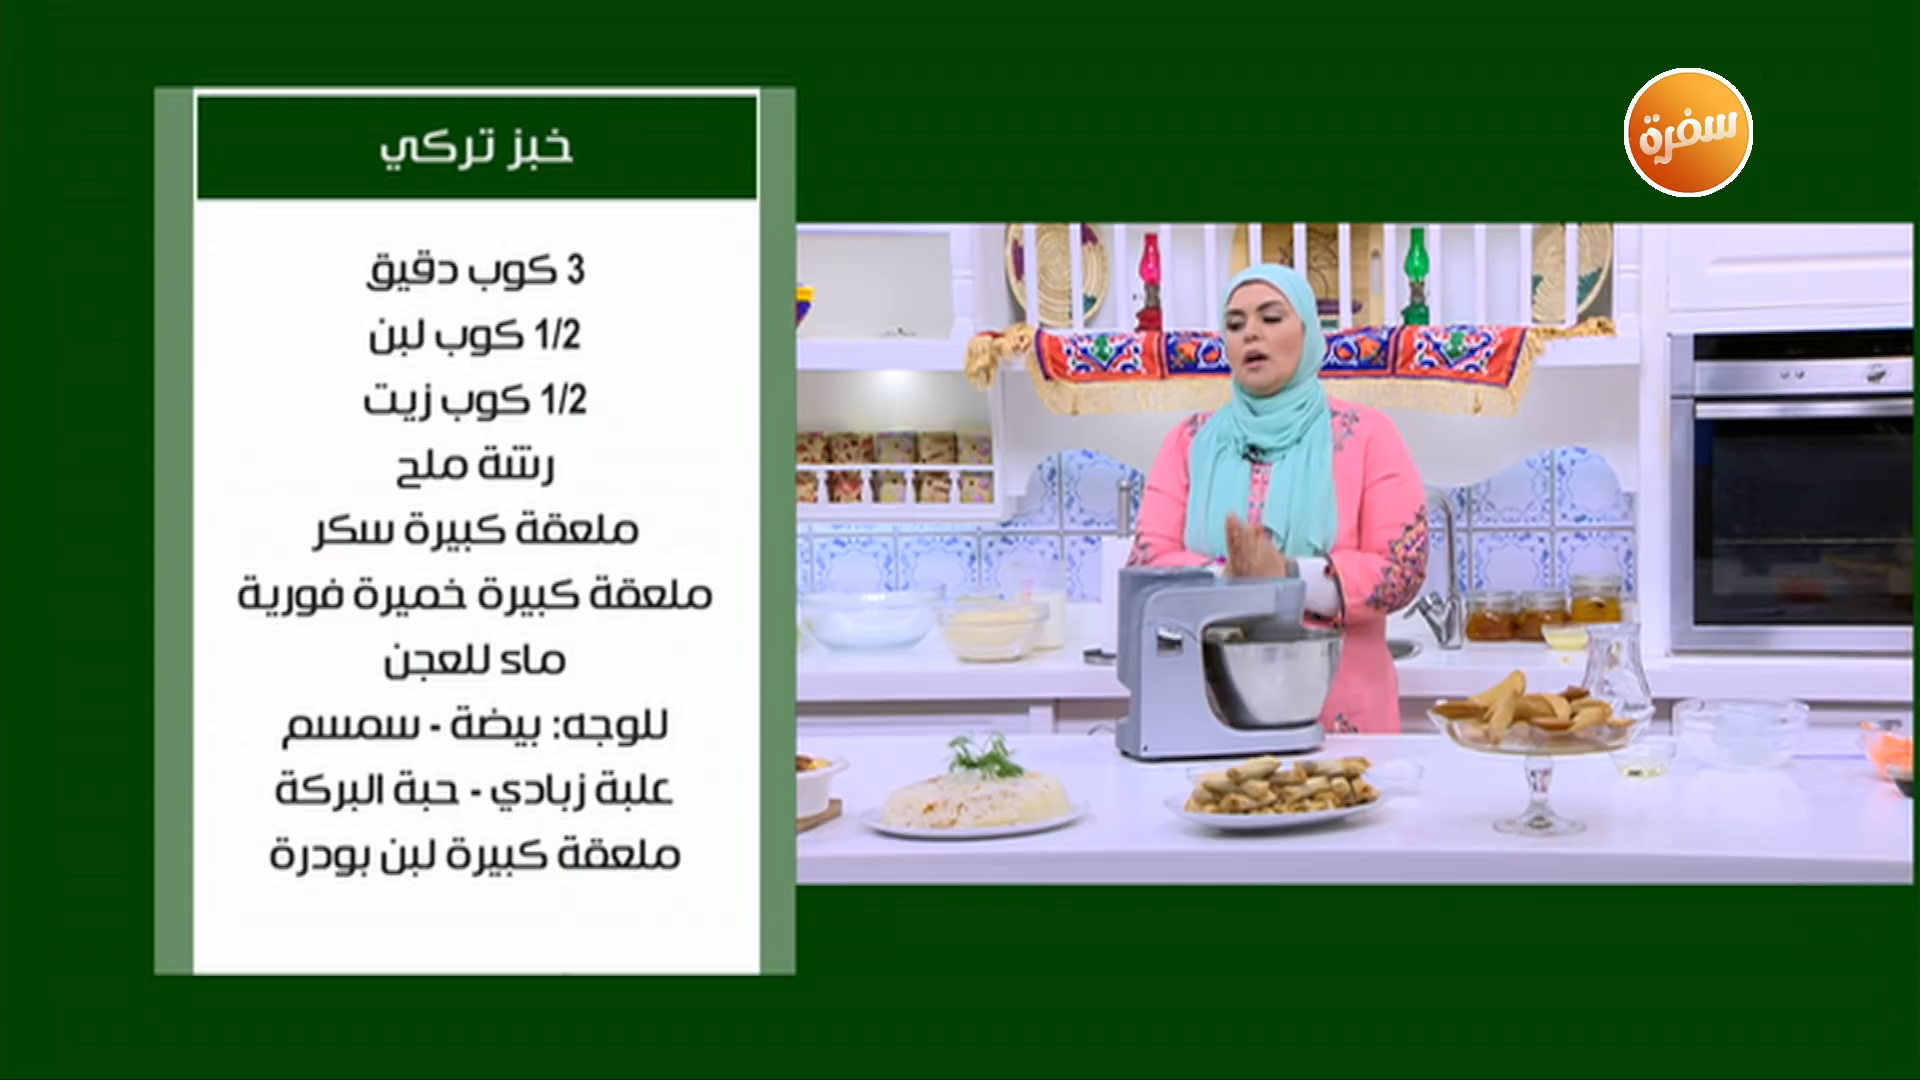 خبز تركي
3 كوب دقيق
1/2 كوب لبن
1/2 كوب زيت
رشة ملح
ملعقة كبيرة سكر
ملعقة كبيرة خميرة فورية
ماء للعجن
للوجه: بيضة - سمسم
علبة زبادي - حبة البركة
ملعقة كبيرة لبن بودرة
سفرة